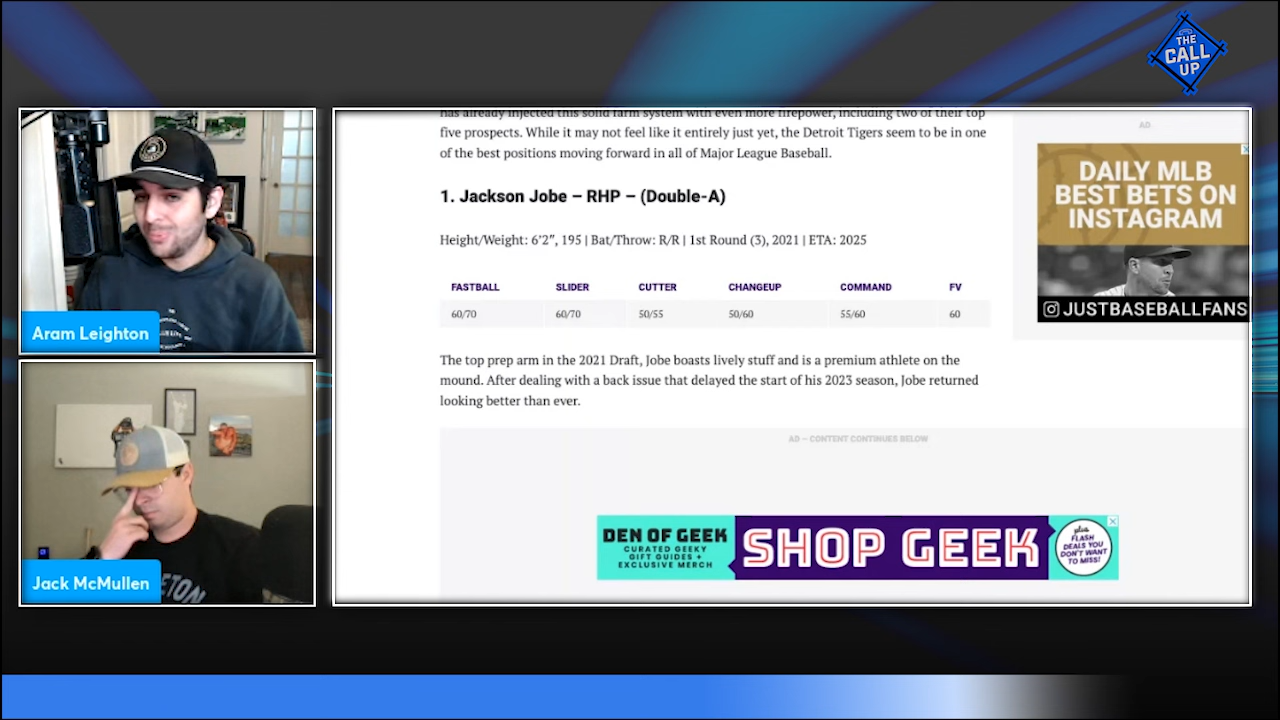 THE
CALL
UP
has already injected this solid farm system with even more firepower, including two of their top
five prospects. While it may not feel like it entirely just yet, the Detroit Tigers seem to be in one
of the best positions moving forward in all of Major League Baseball.
1. Jackson Jobe – RHP – (Double-A)
Height/Weight: 6’2″, 195 | Bat/Throw: R/R | 1st Round (3), 2021 | ETA: 2025
FASTBALL SLIDER CUTTER CHANGEUP COMMAND FV
60/70 60/70 50/55 50/60 55/60 60
The top prep arm in the 2021 Draft, Jobe boasts lively stuff and is a premium athlete on the
mound. After dealing with a back issue that delayed the start of his 2023 season, Jobe returned
looking better than ever.
AD – CONTENT CONTINUES BELOW
DEN OF GEEK
CURATED GEEKY
GIFT GUIDES +
EXCLUSIVE MERCH
SHOP GEEK
plus
FLASH
DEALS YOU
DON'T WANT
TO MISS!
AD
DAILY MLB
BEST BETS ON
INSTAGRAM
JUSTBASEBALLFANS
Aram Leighton
Jack McMullen